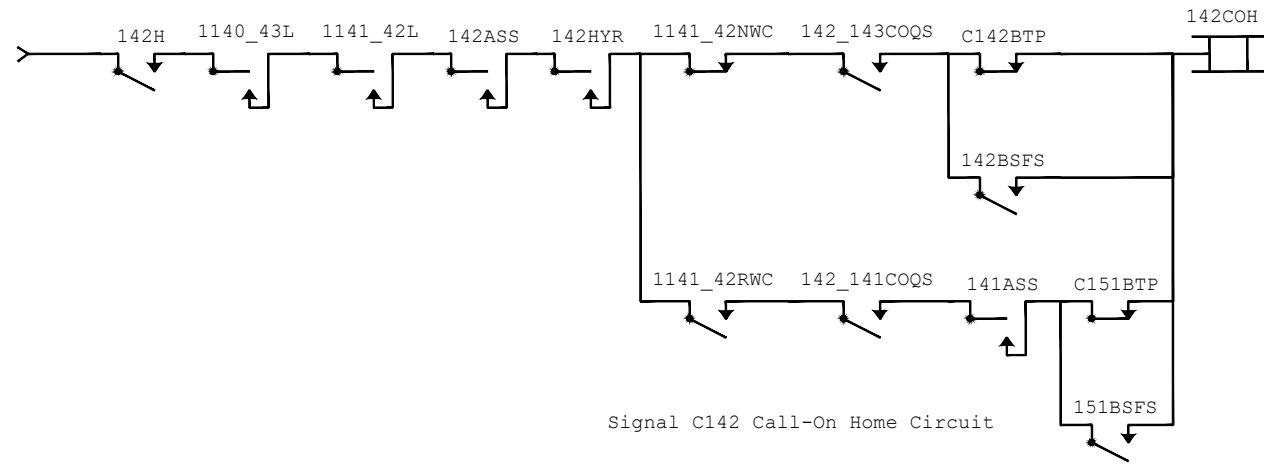 142COH
142H 1140_43L 1141_42L 142ASS 142HYR 1141_42NWC 142_143COQS C142BTP
142BSFS
1141_42RWC 142_141COQS 141ASS C151BTP
151BSFS
Signal C142 Call-On Home Circuit